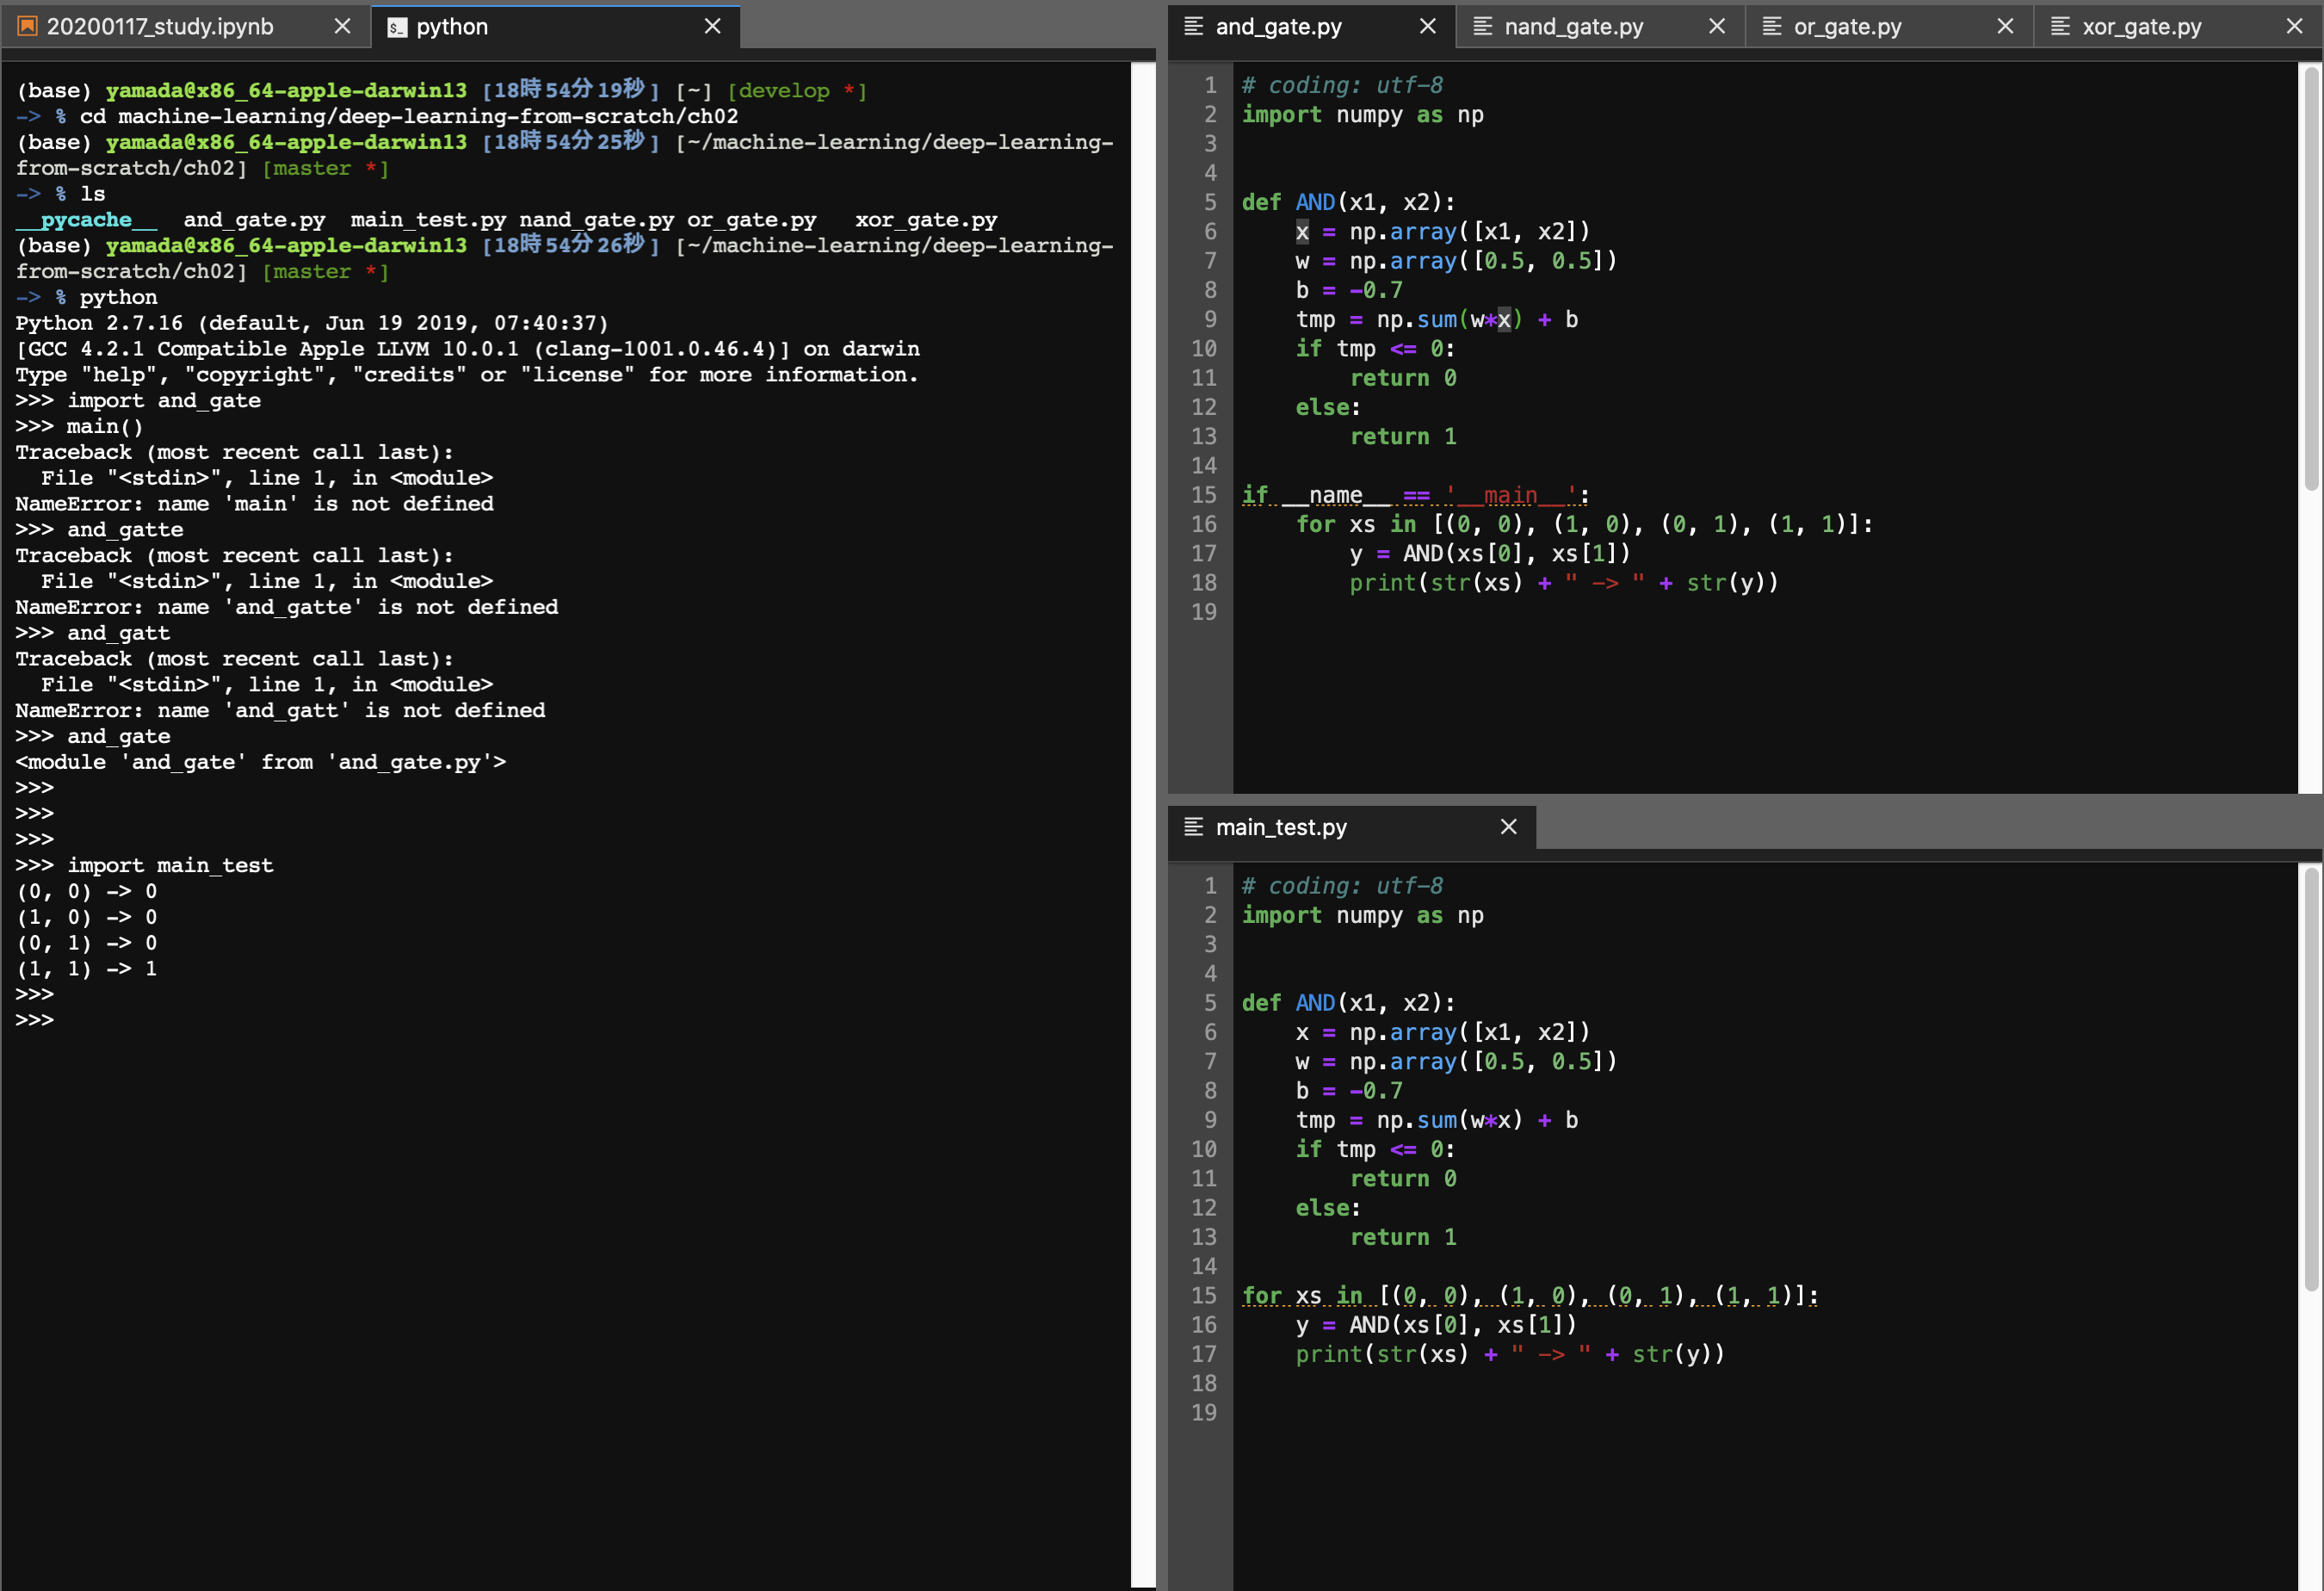 20200117_study.ipynb
python
(base) yamada@x86_64-apple-darwin13 [18時54分19秒] [~] [develop *]
-> % cd machine-learning/deep-learning-from-scratch/ch02
(base) yamada@x86_64-apple-darwin13 [18時54分25秒] [~/machine-learning/deep-learning-
from-scratch/ch02] [master *]
-> % ls
__pycache__  and_gate.py  main_test.py nand_gate.py or_gate.py   xor_gate.py
(base) yamada@x86_64-apple-darwin13 [18時54分26秒] [~/machine-learning/deep-learning-
from-scratch/ch02] [master *]
-> % python
Python 2.7.16 (default, Jun 19 2019, 07:40:37)
[GCC 4.2.1 Compatible Apple LLVM 10.0.1 (clang-1001.0.46.4)] on darwin
Type "help", "copyright", "credits" or "license" for more information.
>>> import and_gate
>>> main()
Traceback (most recent call last):
  File "<stdin>", line 1, in <module>
NameError: name 'main' is not defined
>>> and_gatte
Traceback (most recent call last):
  File "<stdin>", line 1, in <module>
NameError: name 'and_gatte' is not defined
>>> and_gatt
Traceback (most recent call last):
  File "<stdin>", line 1, in <module>
NameError: name 'and_gatt' is not defined
>>> and_gate
<module 'and_gate' from 'and_gate.py'>
>>>
>>>
>>>
>>> import main_test
(0, 0) -> 0
(1, 0) -> 0
(0, 1) -> 0
(1, 1) -> 1
>>>
>>>
and_gate.py
nand_gate.py
or_gate.py
xor_gate.py
1 # coding: utf-8
2 import numpy as np
3
4
5 def AND(x1, x2):
6     x = np.array([x1, x2])
7     w = np.array([0.5, 0.5])
8     b = -0.7
9     tmp = np.sum(w*x) + b
10     if tmp <= 0:
11         return 0
12     else:
13         return 1
14
15 if __name__ == '__main__':
16     for xs in [(0, 0), (1, 0), (0, 1), (1, 1)]:
17         y = AND(xs[0], xs[1])
18         print(str(xs) + " -> " + str(y))
19
main_test.py
1 # coding: utf-8
2 import numpy as np
3
4
5 def AND(x1, x2):
6     x = np.array([x1, x2])
7     w = np.array([0.5, 0.5])
8     b = -0.7
9     tmp = np.sum(w*x) + b
10     if tmp <= 0:
11         return 0
12     else:
13         return 1
14
15 for xs in [(0, 0), (1, 0), (0, 1), (1, 1)]:
16     y = AND(xs[0], xs[1])
17     print(str(xs) + " -> " + str(y))
18
19